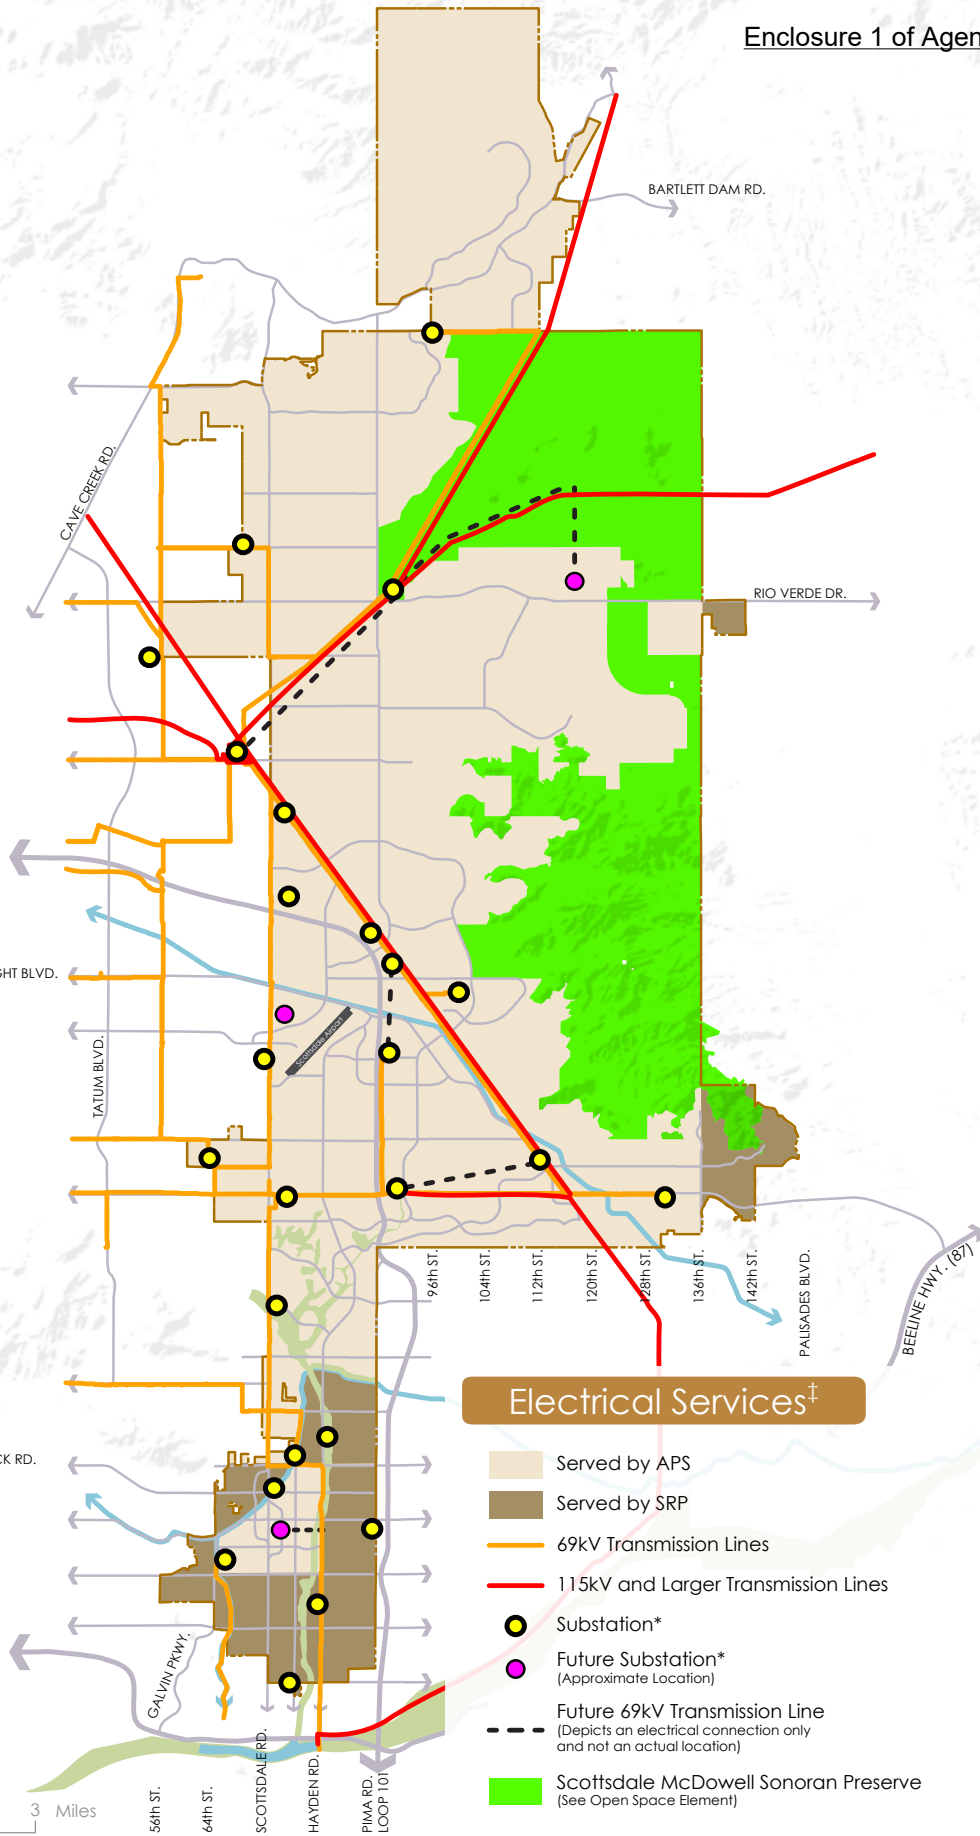 Enclosure 1 of Agen
BARTLETT DAM RD.
CAVE CREEK RD.
RIO VERDE DR.
GHT BLVD.
Scottsdale Airport
TATUM BLVD.
96th ST.
104th ST.
112th ST.
120th ST.
128th ST.
136th ST.
142th ST.
PALISADES BLVD.
BEELINE HWY. (87)
Electrical Services‡
CK RD.
Served by APS
Served by SRP
69kV Transmission Lines
115kV and Larger Transmission Lines
Substation*
Future Substation*
(Approximate Location)
Future 69kV Transmission Line
(Depicts an electrical connection only
and not an actual location)
Scottsdale McDowell Sonoran Preserve
(See Open Space Element)
GALVIN PKWY.
56th ST.
64th ST.
SCOTTSDALE RD.
HAYDEN RD.
PIMA RD.
LOOP 101
3 Miles